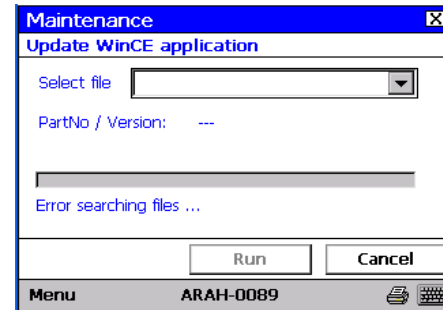 Maintenance X
Update WinCE application
Select file
PartNo / Version: ---
Error searching files ...
Run Cancel
Menu ARAH-0089